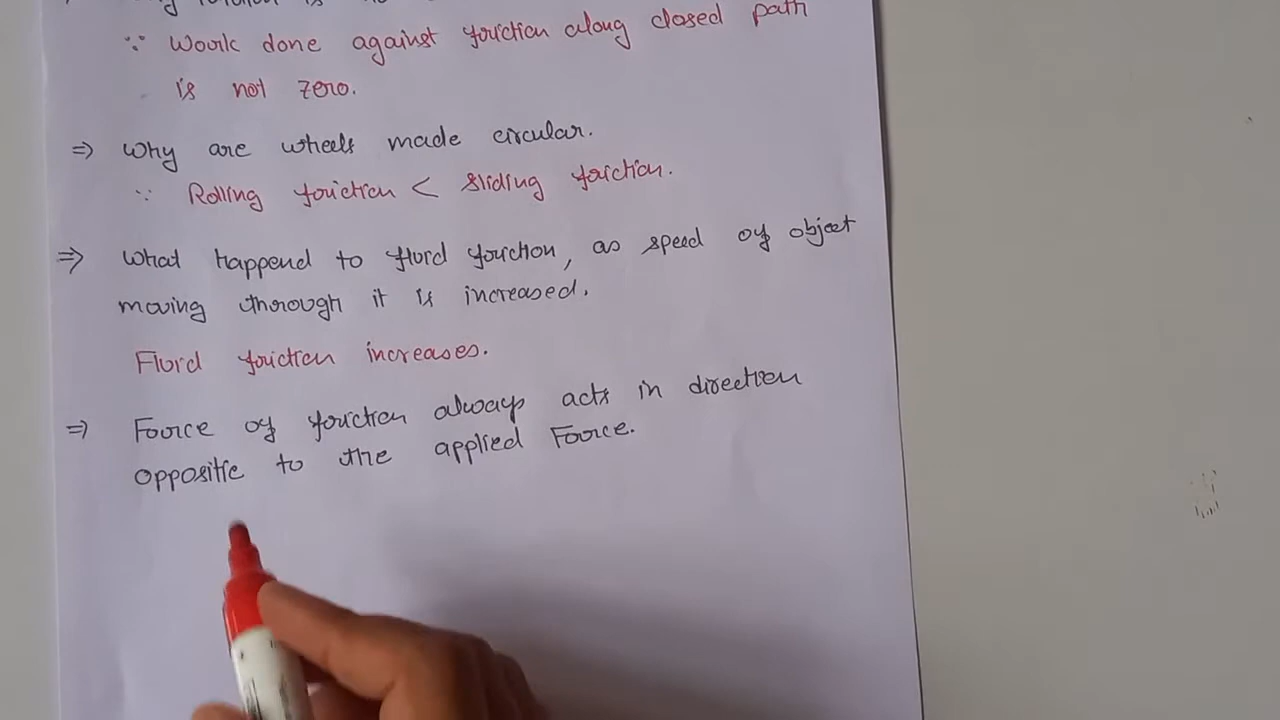 ∵ Work done against friction along closed path
is not zero.
⇒ Why are wheels made circular.
∵ Rolling friction < sliding friction.
⇒ What happend to fluid friction, as speed of object
moving through it is increased.
Fluid friction increases.
⇒ Force of friction always acts in direction
opposite to the applied Force.